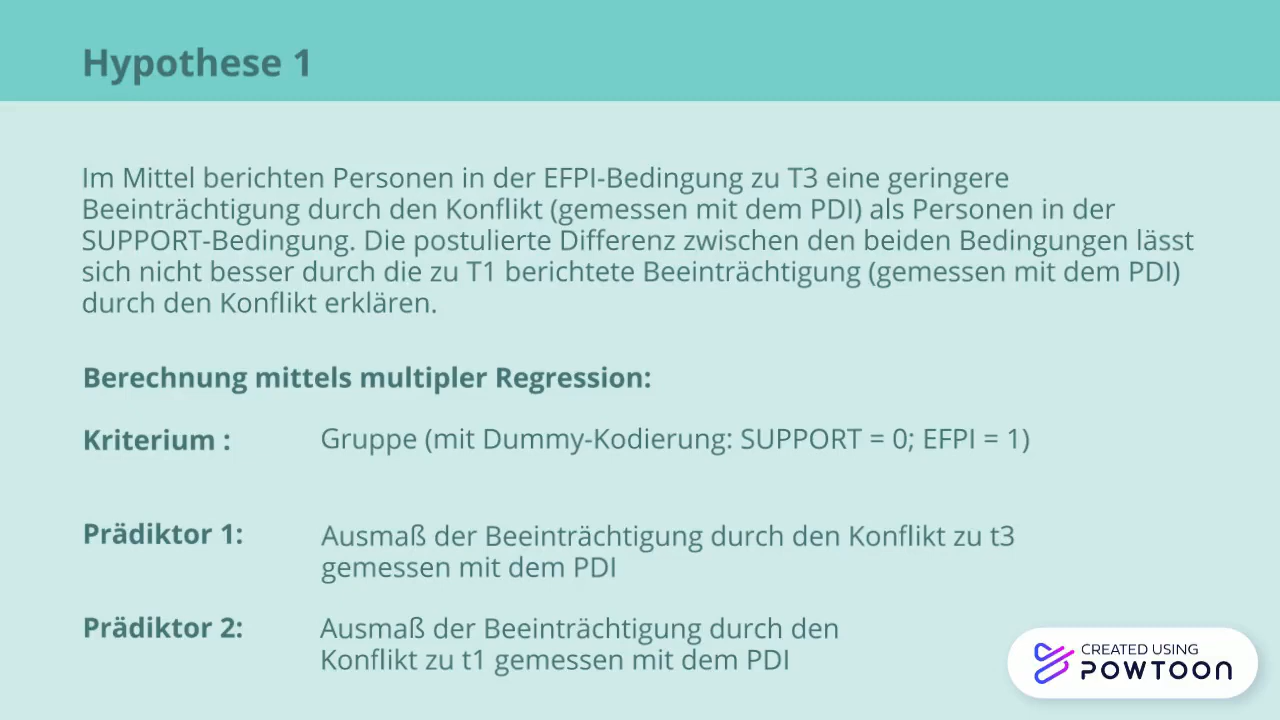 Hypothese 1
Im Mittel berichten Personen in der EFPI-Bedingung zu T3 eine geringere
Beeinträchtigung durch den Konflikt (gemessen mit dem PDI) als Personen in der
SUPPORT-Bedingung. Die postulierte Differenz zwischen den beiden Bedingungen lässt
sich nicht besser durch die zu T1 berichtete Beeinträchtigung (gemessen mit dem PDI)
durch den Konflikt erklären.
Berechnung mittels multipler Regression:
Kriterium : Gruppe (mit Dummy-Kodierung: SUPPORT = 0; EFPI = 1)
Prädiktor 1: Ausmaß der Beeinträchtigung durch den Konflikt zu t3
gemessen mit dem PDI
Prädiktor 2: Ausmaß der Beeinträchtigung durch den
Konflikt zu t1 gemessen mit dem PDI
CREATED USING
POWTOON